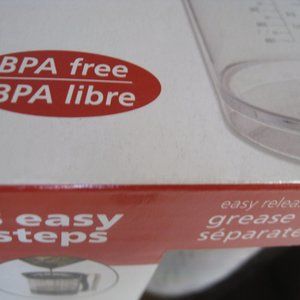 BPA free
BPA libre
easy
steps
easy relea
grease
séparate